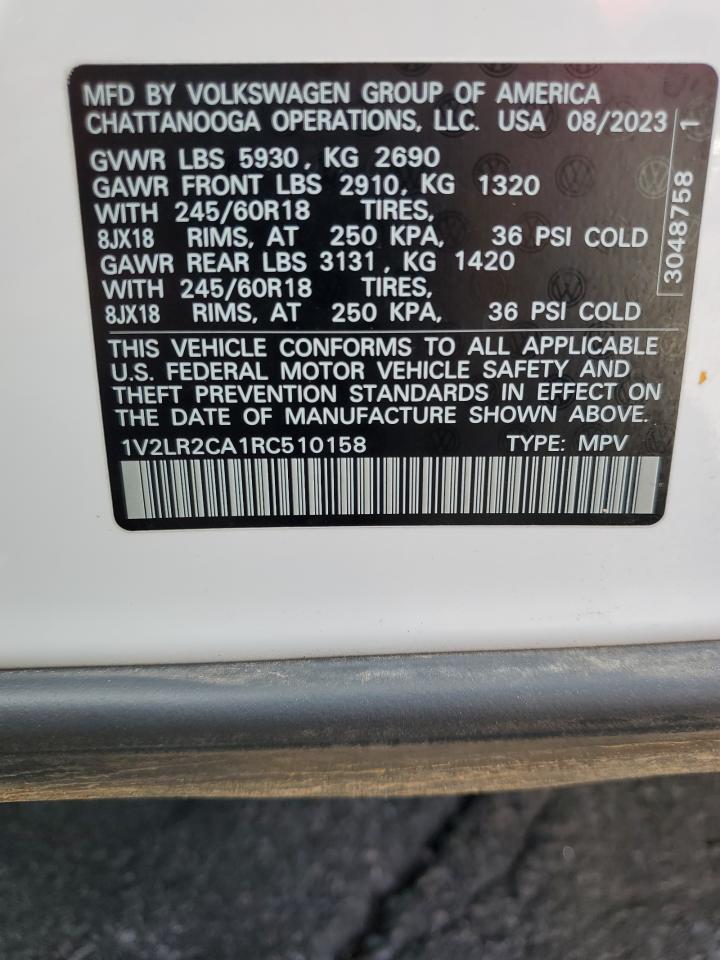 MFD BY VOLKSWAGEN GROUP OF AMERICA
CHATTANOOGA OPERATIONS, LLC. USA 08/2023
GVWR LBS 5930, KG 2690
GAWR FRONT LBS 2910, KG 1320
WITH 245/60R18 TIRES,
8JX18 RIMS, AT 250 KPA, 36 PSI COLD
GAWR REAR LBS 3131, KG 1420
WITH 245/60R18 TIRES,
8JX18 RIMS, AT 250 KPA, 36 PSI COLD
3048758 1
THIS VEHICLE CONFORMS TO ALL APPLICABLE
U.S. FEDERAL MOTOR VEHICLE SAFETY AND
THEFT PREVENTION STANDARDS IN EFFECT ON
THE DATE OF MANUFACTURE SHOWN ABOVE.
1V2LR2CA1RC510158 TYPE: MPV